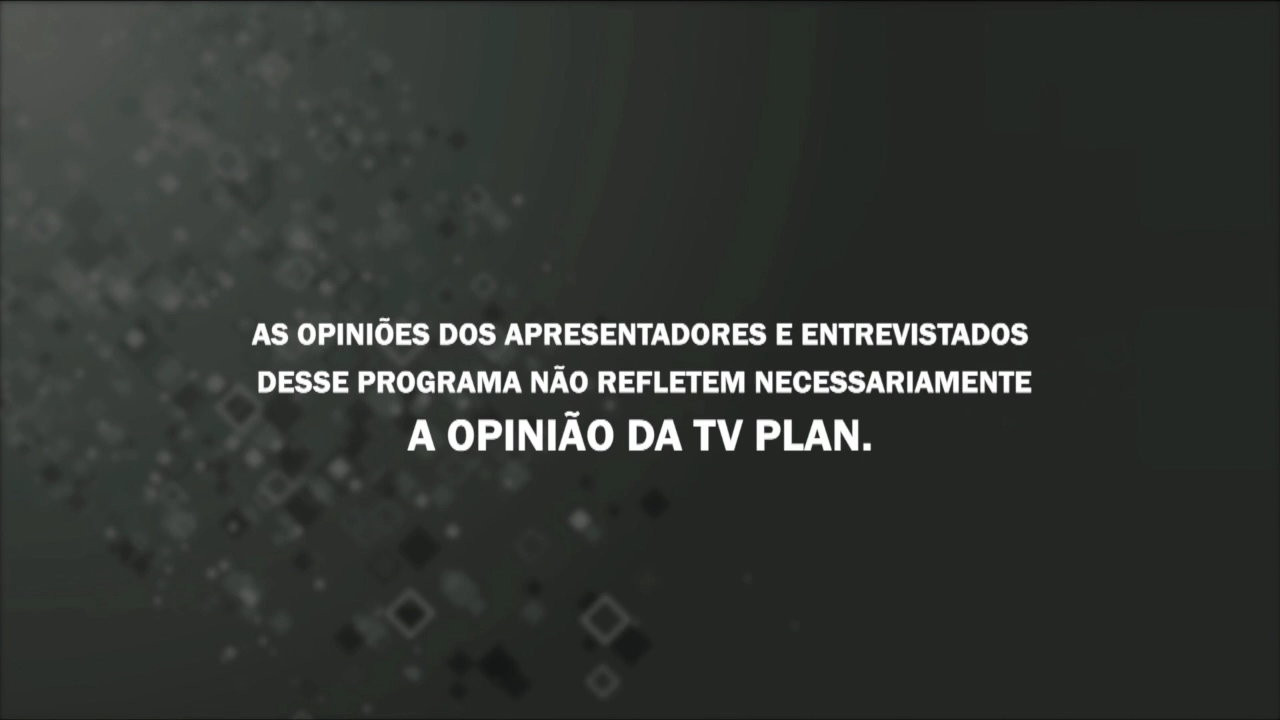 AS OPINIÕES DOS APRESENTADORES E ENTREVISTADOS
DESSE PROGRAMA NÃO REFLETEM NECESSARIAMENTE
A OPINIÃO DA TV PLAN.